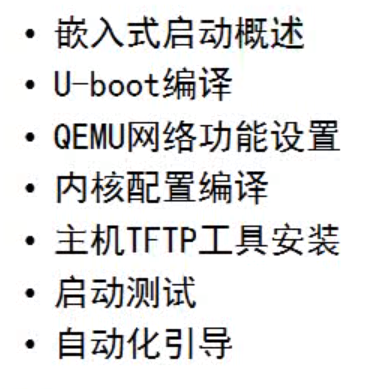 • 嵌入式启动概述
• U-boot编译
• QEMU网络功能设置
• 内核配置编译
• 主机TFTP工具安装
• 启动测试
• 自动化引导